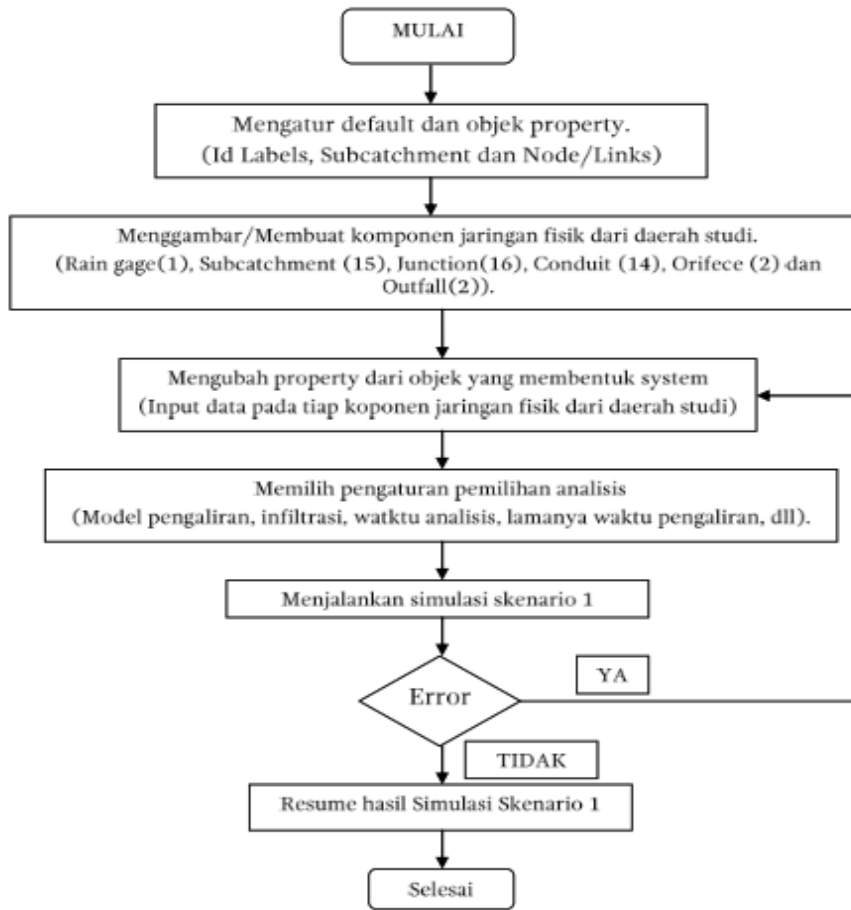 MULAI
Mengatur default dan objek property.
(Id Labels, Subcatchment dan Node/Links)
Menggambar/Membuat komponen jaringan fisik dari daerah studi.
(Rain gage(1), Subcatchment (15), Junction(16), Conduit (14), Orifece (2) dan
Outfall(2)).
Mengubah property dari objek yang membentuk system
(Input data pada tiap koponen jaringan fisik dari daerah studi)
Memilih pengaturan pemilihan analisis
(Model pengaliran, infiltrasi, watktu analisis, lamanya waktu pengaliran, dll).
Menjalankan simulasi skenario 1
Error
YA
TIDAK
Resume hasil Simulasi Skenario 1
Selesai